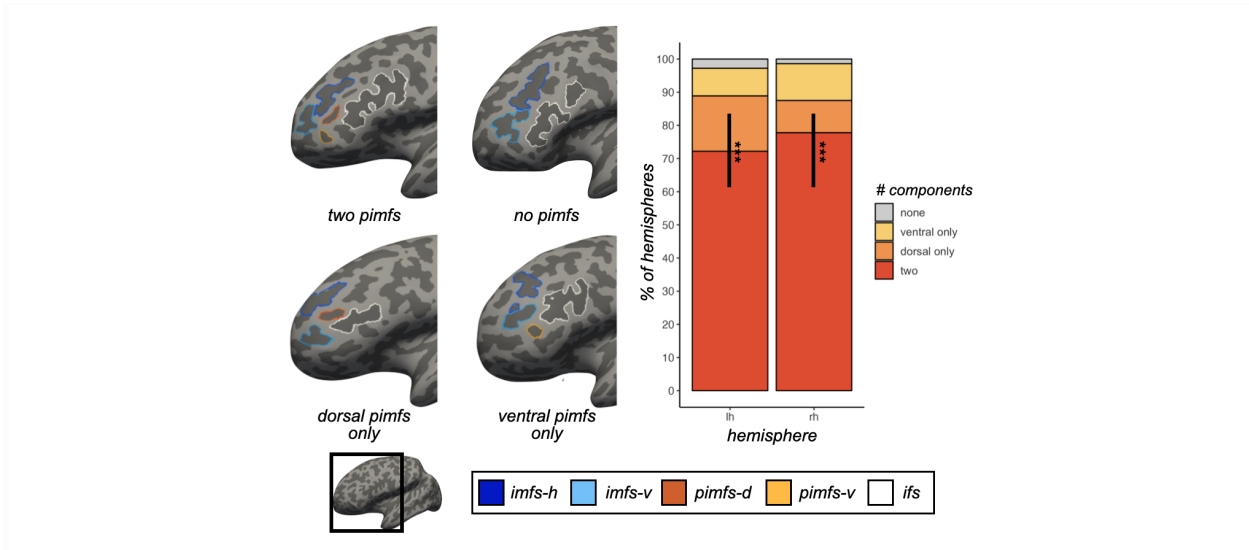 two pimfs
no pimfs
dorsal pimfs
only
ventral pimfs
only
% of hemispheres
100
90
80
70
60
50
40
30
20
10
0
***
***
lh
rh
hemisphere
# components
none
ventral only
dorsal only
two
imfs-h
imfs-v
pimfs-d
pimfs-v
ifs